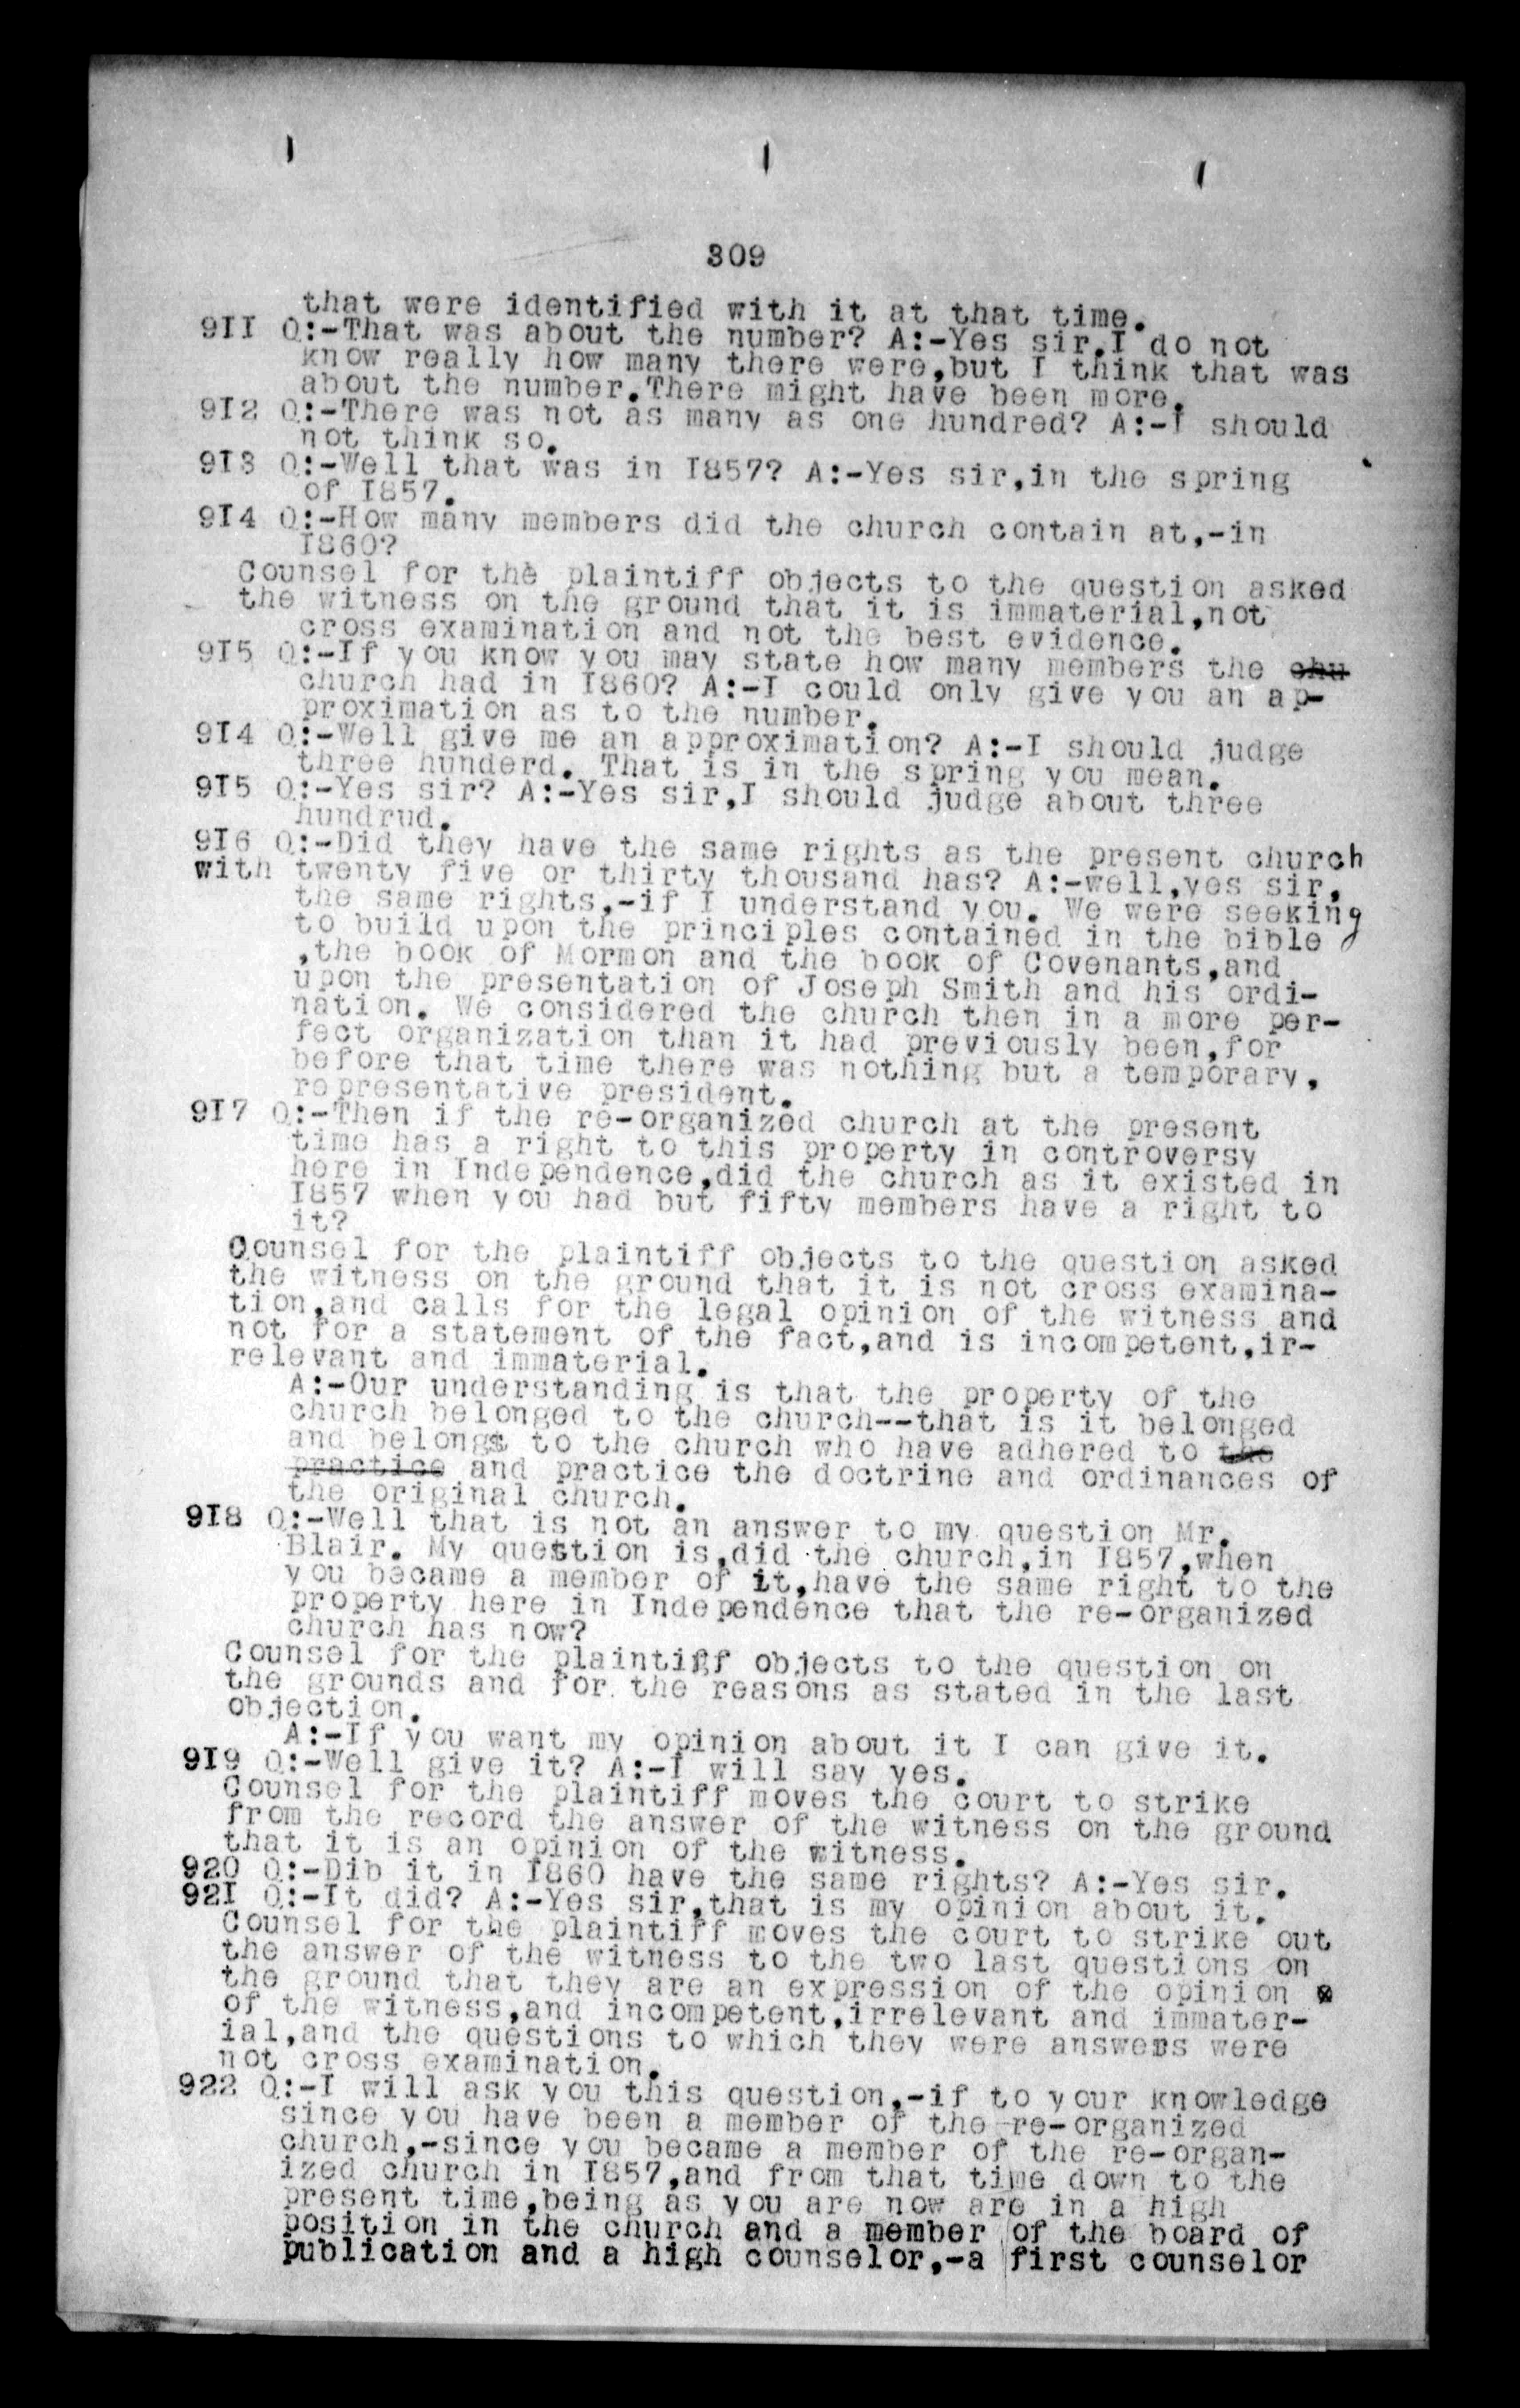 309
that were identified with it at that time.
9II Q:-That was about the number? A:-Yes sir,I do not
know really how many there were,but I think that was
about the number.There might have been more.
9I2 Q:-There was not as many as one hundred? A:-I should
not think so.
9I3 Q:-Well that was in I857? A:-Yes sir,in the spring
of I857.
9I4 Q:-How many members did the church contain at,-in
I860?
Counsel for the plaintiff objects to the question asked
the witness on the ground that it is immaterial,not
cross examination and not the best evidence.
9I5 Q:-If you know you may state how many members the chu
church had in I860? A:-I could only give you an ap-
proximation as to the number.
9I4 Q:-Well give me an approximation? A:-I should judge
three hunderd. That is in the spring you mean.
9I5 Q:-Yes sir? A:-Yes sir,I should judge about three
hundrud.
9I6 Q:-Did they have the same rights as the present church
with twenty five or thirty thousand has? A:-well,yes sir,
the same rights,-if I understand you. We were seeking
to build upon the principles contained in the bible
,the book of Mormon and the book of Covenants,and
upon the presentation of Joseph Smith and his ordi-
nation. We considered the church then in a more per-
fect organization than it had previously been,for
before that time there was nothing but a temporary,
representative president.
9I7 Q:-Then if the re-organized church at the present
time has a right to this property in controversy
here in Independence,did the church as it existed in
I857 when you had but fifty members have a right to
it?
Counsel for the plaintiff objects to the question asked
the witness on the ground that it is not cross examina-
tion,and calls for the legal opinion of the witness and
not for a statement of the fact,and is incompetent,ir-
relevant and immaterial.
A:-Our understanding is that the property of the
church belonged to the church--that is it belonged
and belongs to the church who have adhered to the
practice and practice the doctrine and ordinances of
the original church.
9I8 Q:-Well that is not an answer to my question Mr.
Blair. My question is,did the church,in I857,when
you became a member of it,have the same right to the
property here in Independence that the re-organized
church has now?
Counsel for the plaintiff objects to the question on
the grounds and for the reasons as stated in the last
objection.
A:-If you want my opinion about it I can give it.
9I9 Q:-Well give it? A:-I will say yes.
Counsel for the plaintiff moves the court to strike
from the record the answer of the witness on the ground
that it is an opinion of the witness.
920 Q:-Dib it in I860 have the same rights? A:-Yes sir.
92I Q:-It did? A:-Yes sir,that is my opinion about it.
Counsel for the plaintiff moves the court to strike out
the answer of the witness to the two last questions on
the ground that they are an expression of the opinion
of the witness,and incompetent,irrelevant and immater-
ial,and the questions to which they were answers were
not cross examination.
922 Q:-I will ask you this question,-if to your knowledge
since you have been a member of the re-organized
church,-since you became a member of the re-organ-
ized church in I857,and from that time down to the
present time,being as you are now are in a high
position in the church and a member of the board of
publication and a high counselor,-a first counselor